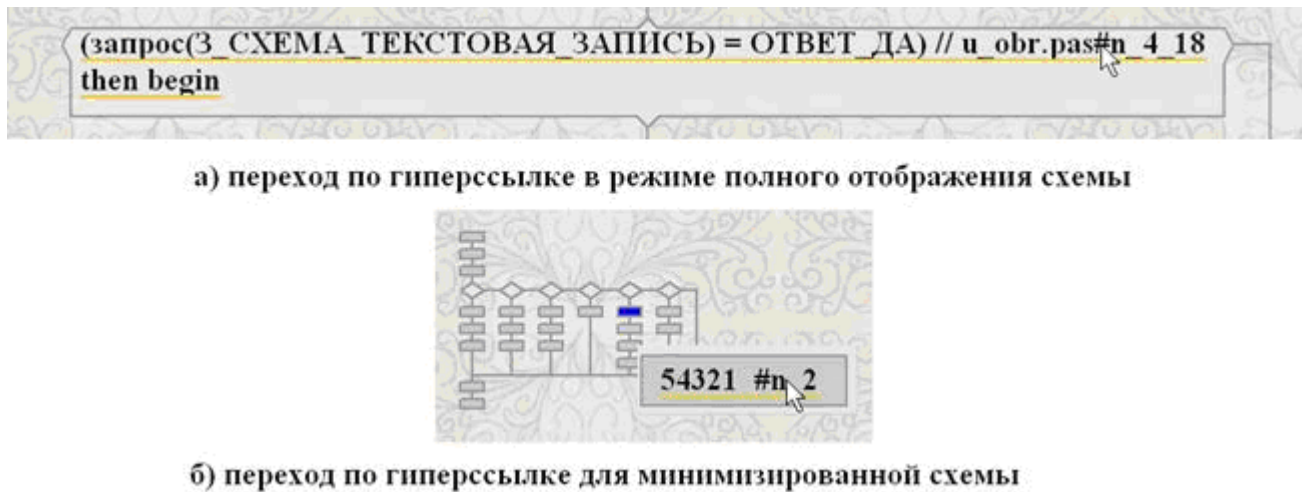 (запрос(З_СХЕМА_ТЕКСТОВАЯ_ЗАПИСЬ) = ОТВЕТ_ДА) // u_obr.pas#n_4_18
then begin
а) переход по гиперссылке в режиме полного отображения схемы
54321 #n_2
б) переход по гиперссылке для минимизированной схемы